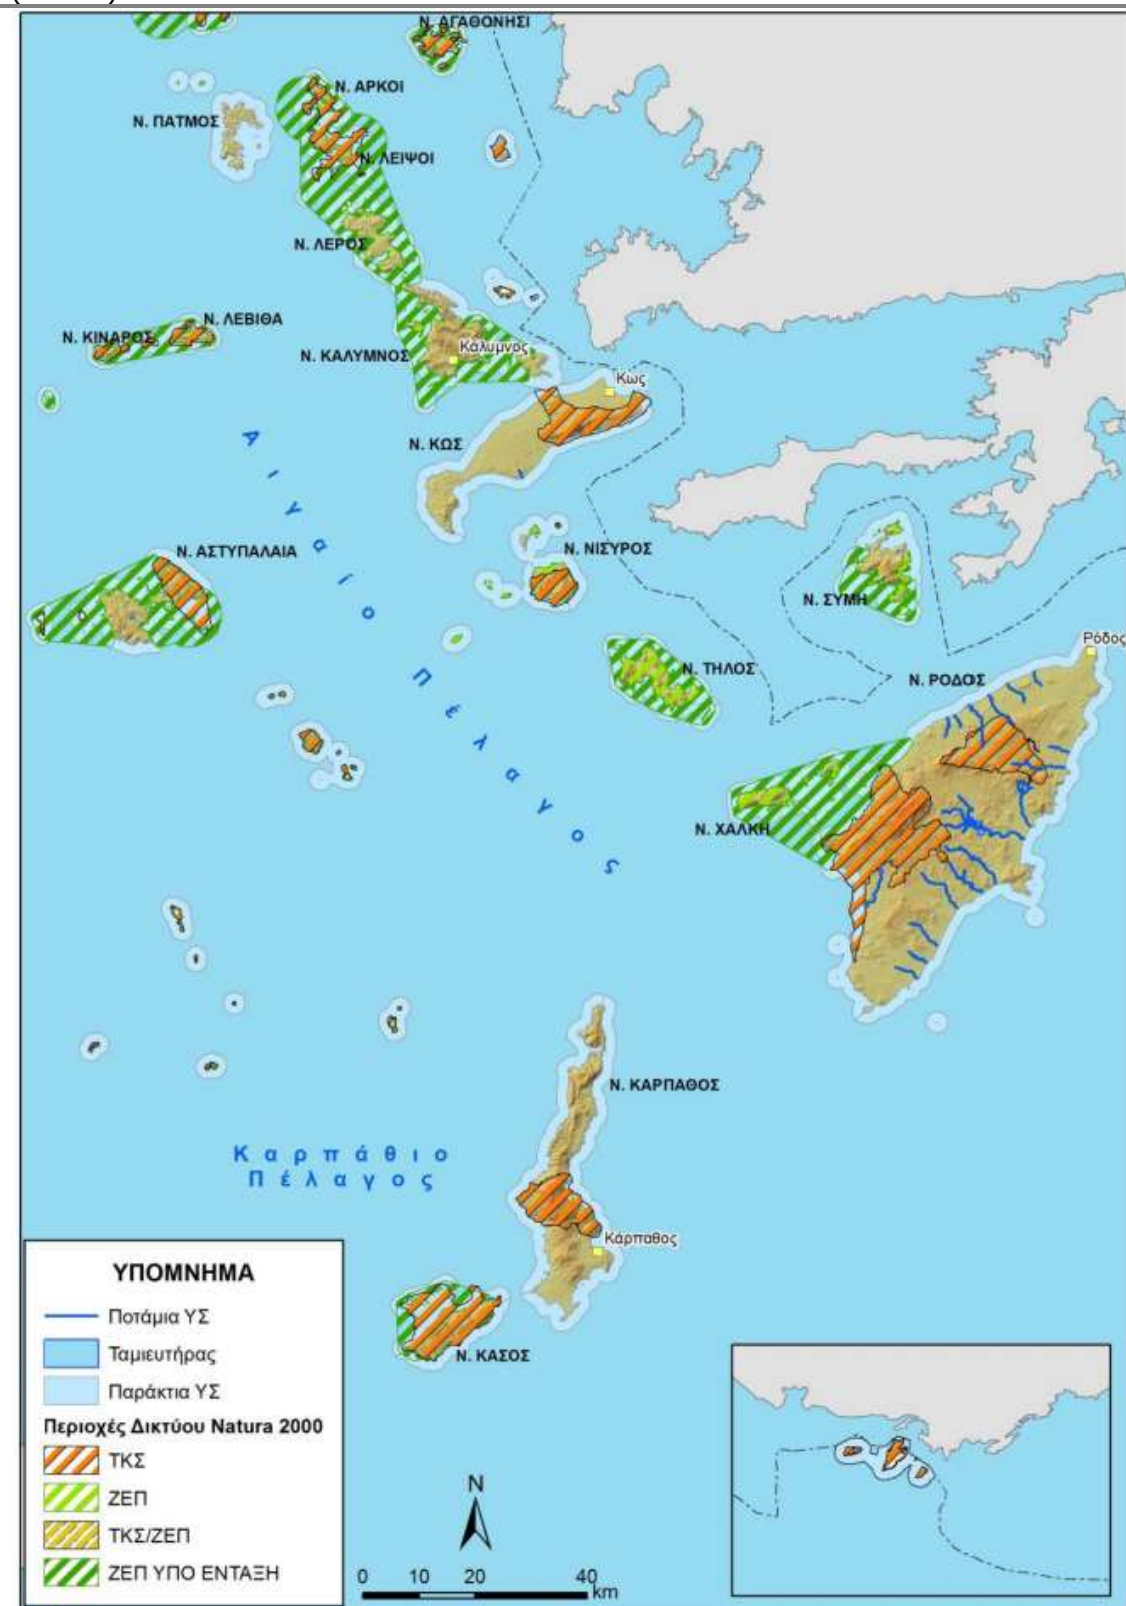 Ν. ΑΓΑΘΟΝΗΣΙ
Ν. ΑΡΚΟΙ
Ν. ΠΑΤΜΟΣ
Ν. ΛΕΙΨΟΙ
Ν. ΛΕΡΟΣ
Ν. ΛΕΒΙΘΑ
Ν. ΚΙΝΑΡΟΣ
Ν. ΚΑΛΥΜΝΟΣ
Κάλυμνος
Κως
Ν. ΚΩΣ
Αιγαίο Πέλαγος
Ν. ΑΣΤΥΠΑΛΑΙΑ
Ν. ΝΙΣΥΡΟΣ
Ν. ΣΥΜΗ
Ρόδος
Ν. ΤΗΛΟΣ
Ν. ΡΟΔΟΣ
Ν. ΧΑΛΚΗ
Ν. ΚΑΡΠΑΘΟΣ
Καρπάθιο
Πέλαγος
Κάρπαθος
Ν. ΚΑΣΟΣ
ΥΠΟΜΝΗΜΑ
Ποτάμια ΥΣ
Ταμιευτήρας
Παράκτια ΥΣ
Περιοχές Δικτύου Natura 2000
ΤΚΣ
ΖΕΠ
ΤΚΣ/ΖΕΠ
ΖΕΠ ΥΠΟ ΕΝΤΑΞΗ
N
0 10 20 40
km